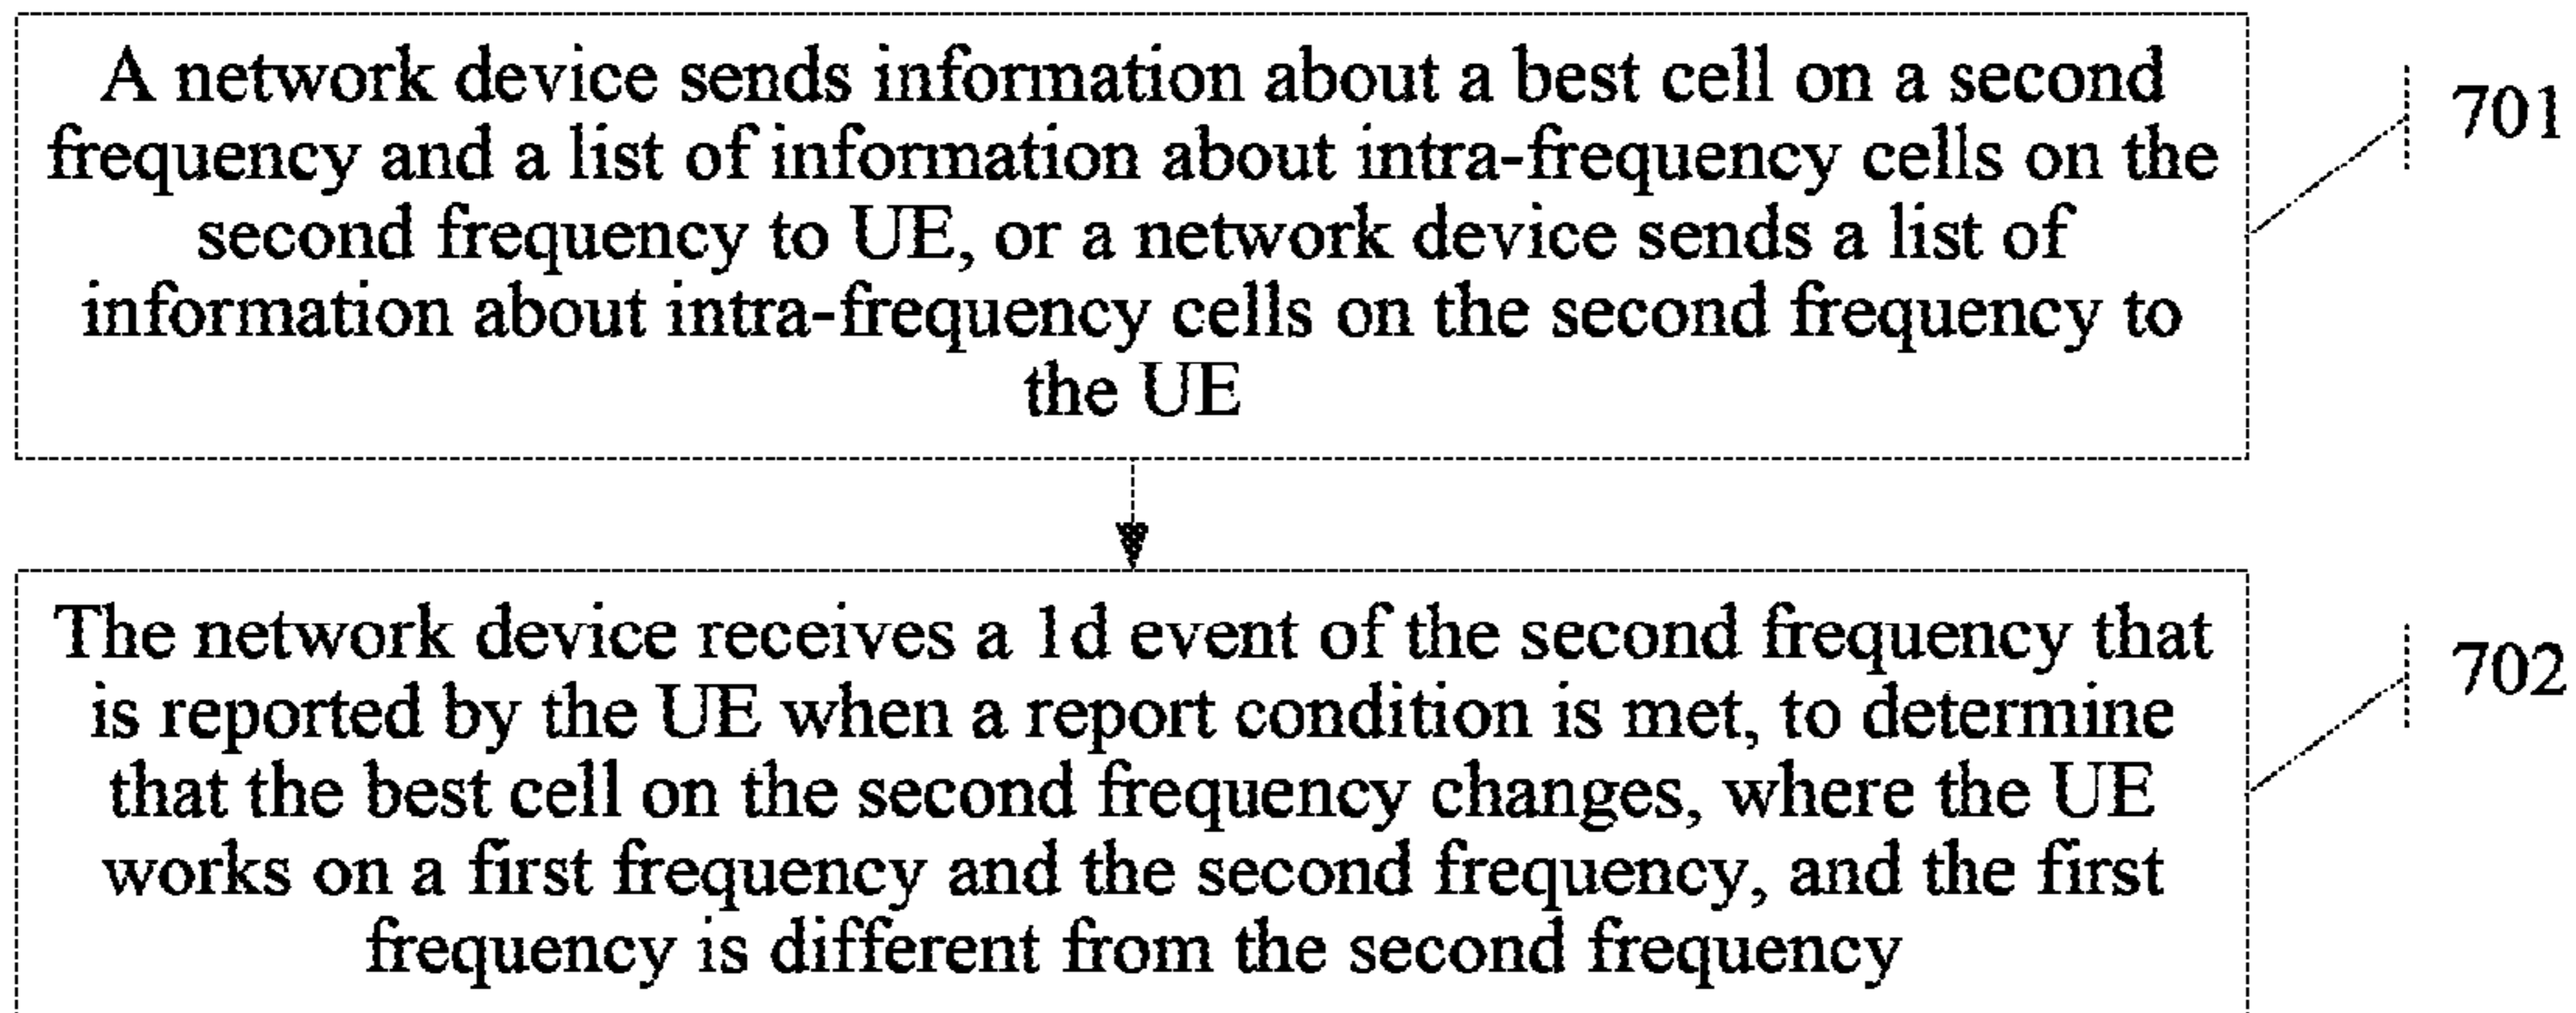 A network device sends information about a best cell on a second
frequency and a list of information about intra-frequency cells on the
second frequency to UE, or a network device sends a list of
information about intra-frequency cells on the second frequency to
the UE
701
The network device receives a 1d event of the second frequency that
is reported by the UE when a report condition is met, to determine
that the best cell on the second frequency changes, where the UE
works on a first frequency and the second frequency, and the first
frequency is different from the second frequency
702